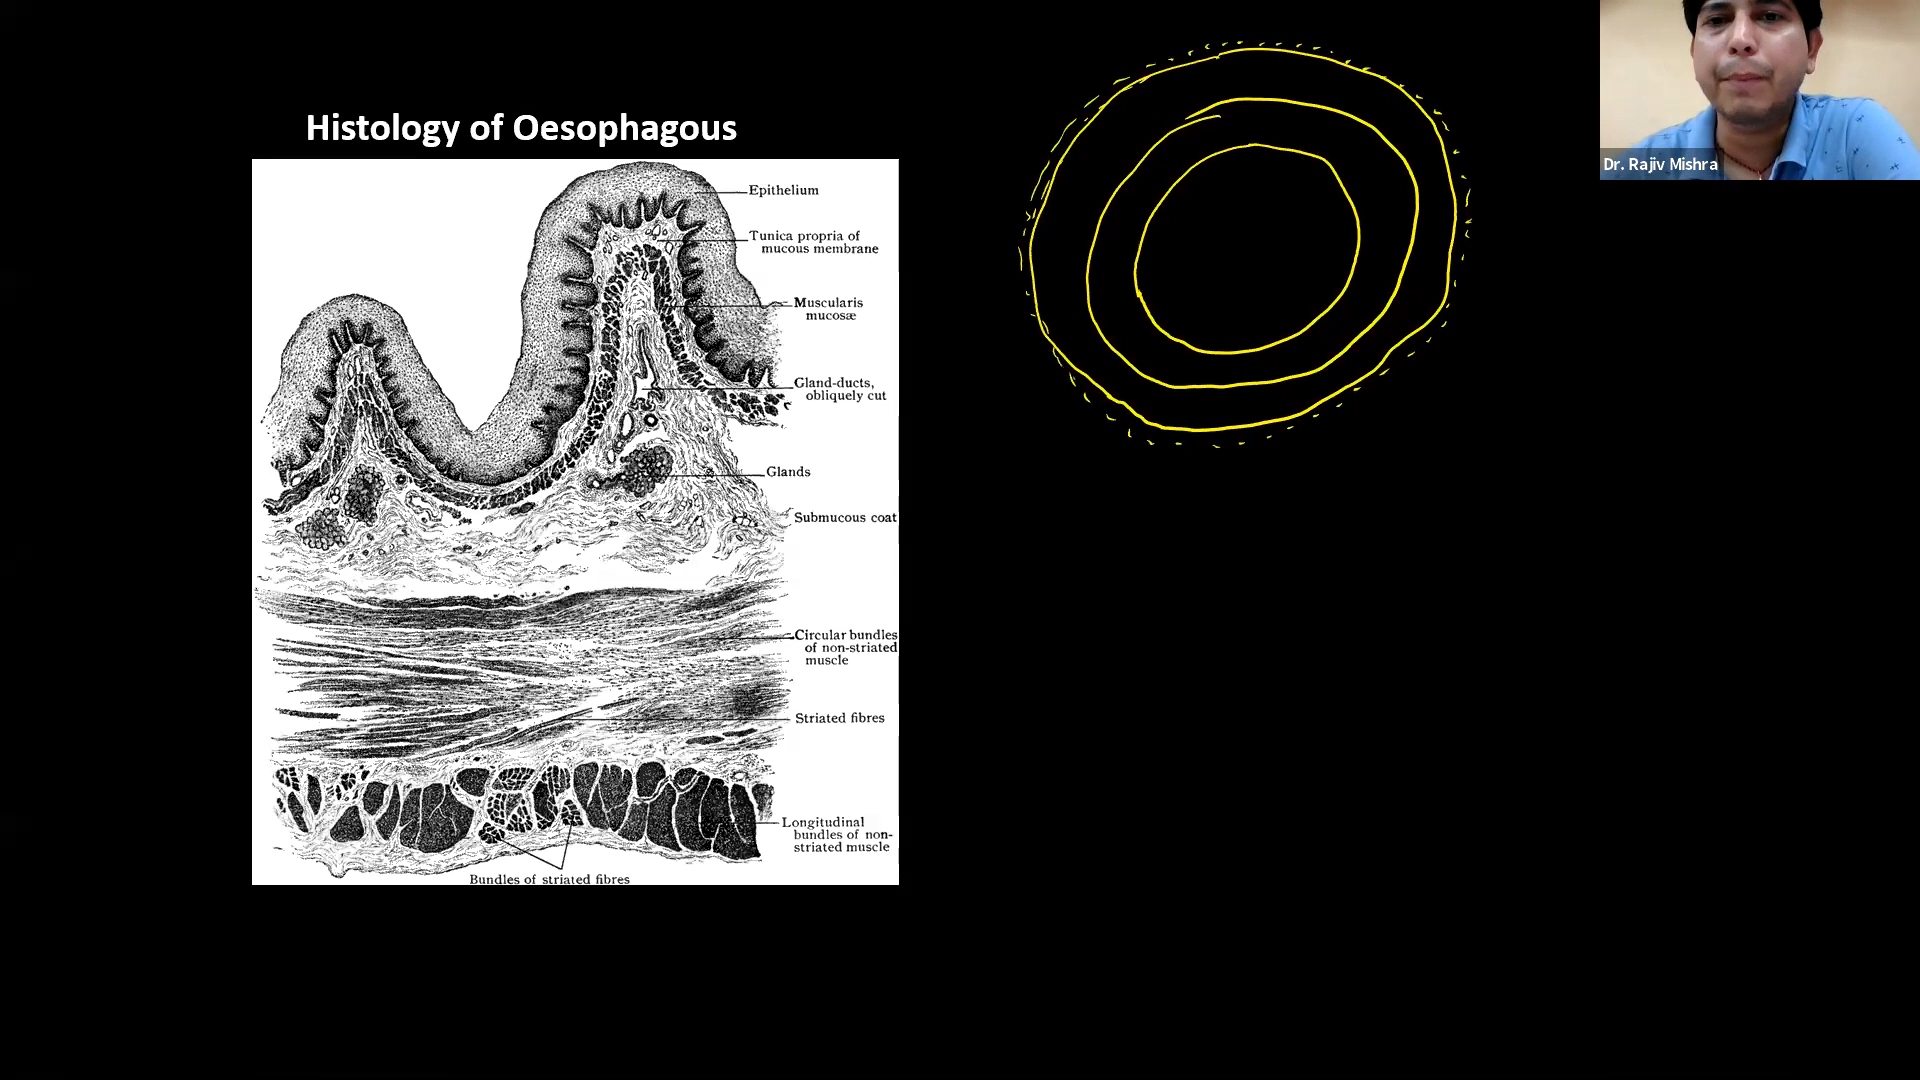 Histology of Oesophagous
Dr. Rajiv Mishra
Epithelium
Tunica propria of
mucous membrane
Muscularis
mucosæ
Gland-ducts,
obliquely cut
Glands
Submucous coat
Circular bundles
of non-striated
muscle
Striated fibres
Longitudinal
bundles of non-
striated muscle
Bundles of striated fibres